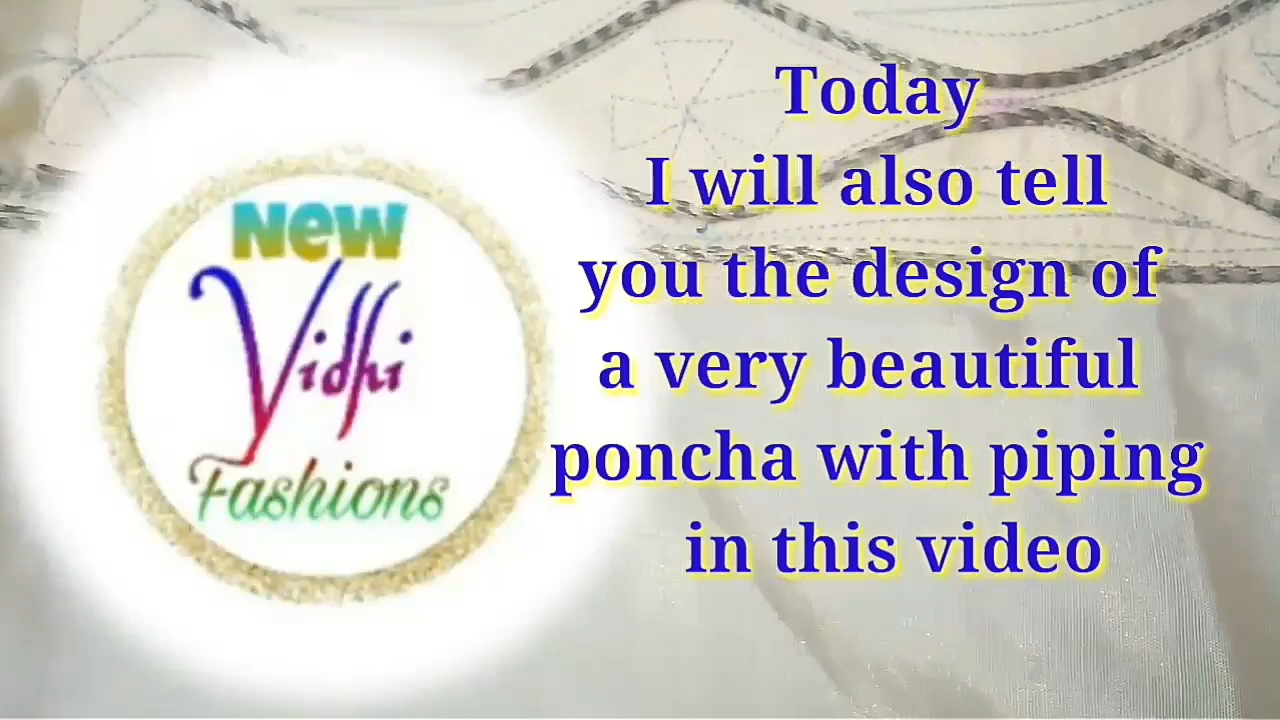 New
Vidhi
Fashions
Today
I will also tell
you the design of
a very beautiful
poncha with piping
in this video